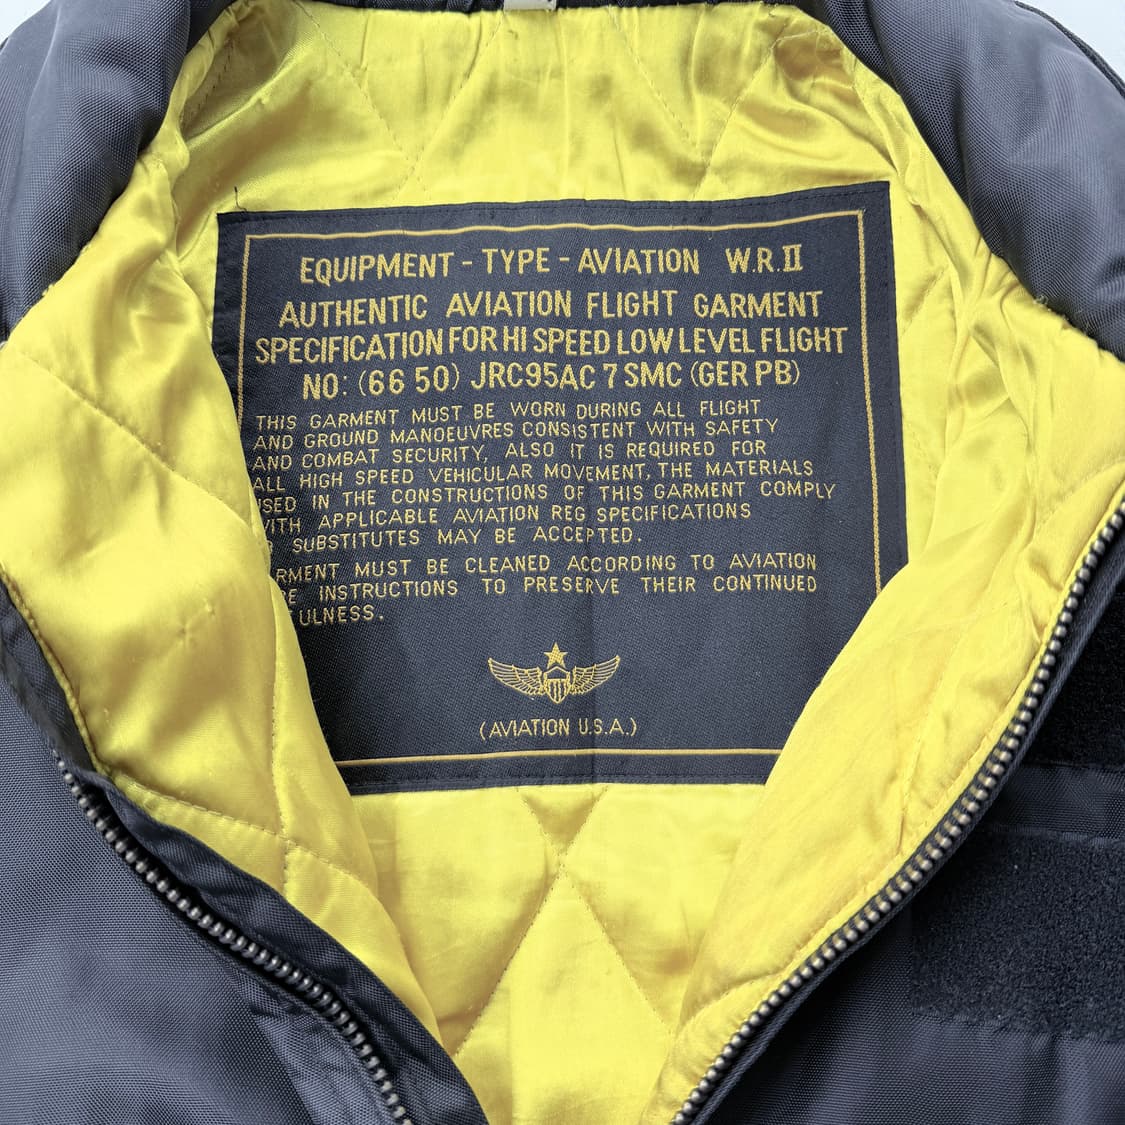 EQUIPMENT - TYPE - AVIATION W.R.II
AUTHENTIC AVIATION FLIGHT GARMENT
SPECIFICATION FOR HI SPEED LOW LEVEL FLIGHT
NO: (66 50) JRC95AC 7 SMC (GER PB)
THIS GARMENT MUST BE WORN DURING ALL FLIGHT
AND GROUND MANOEUVRES CONSISTENT WITH SAFETY
AND COMBAT SECURITY, ALSO IT IS REQUIRED FOR
ALL HIGH SPEED VEHICULAR MOVEMENT, THE MATERIALS
USED IN THE CONSTRUCTIONS OF THIS GARMENT COMPLY
WITH APPLICABLE AVIATION REG SPECIFICATIONS
SUBSTITUTES MAY BE ACCEPTED.
RMENT MUST BE CLEANED ACCORDING TO AVIATION
RE INSTRUCTIONS TO PRESERVE THEIR CONTINUED
ULNESS.
(AVIATION U.S.A.)